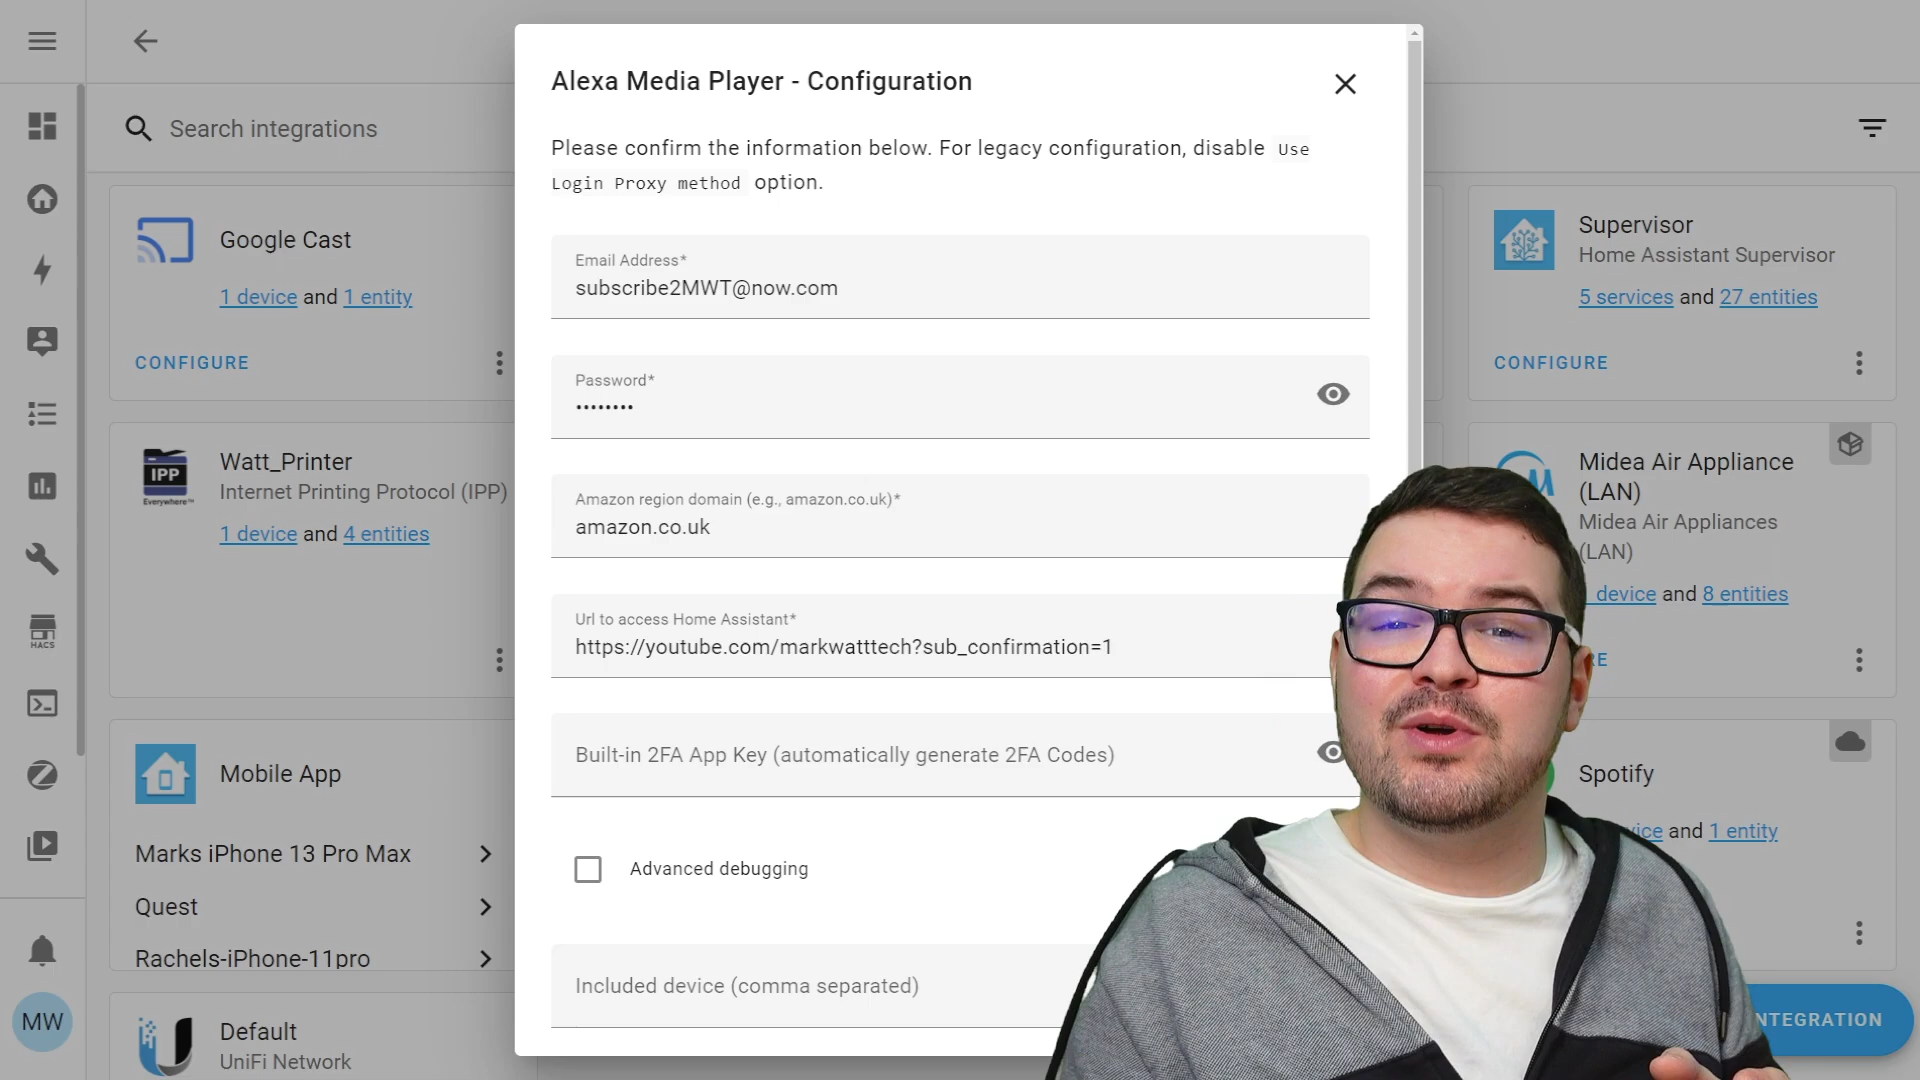 Alexa Media Player - Configuration
Please confirm the information below. For legacy configuration, disable Use
Login Proxy method option.
Email Address*
subscribe2MWT@now.com
Password*
••••••••
Amazon region domain (e.g., amazon.co.uk)*
amazon.co.uk
Url to access Home Assistant*
https://youtube.com/markwatttech?sub_confirmation=1
Built-in 2FA App Key (automatically generate 2FA Codes)
Advanced debugging
Included device (comma separated)
Search integrations
Google Cast
1 device and 1 entity
CONFIGURE
IPP
Everywhere™
Watt_Printer
Internet Printing Protocol (IPP)
1 device and 4 entities
Mobile App
Marks iPhone 13 Pro Max
Quest
Rachels-iPhone-11pro
Default
UniFi Network
HACS
MW
Supervisor
Home Assistant Supervisor
5 services and 27 entities
CONFIGURE
Midea Air Appliance
(LAN)
Midea Air Appliances
(LAN)
device and 8 entities
Spotify
and 1 entity